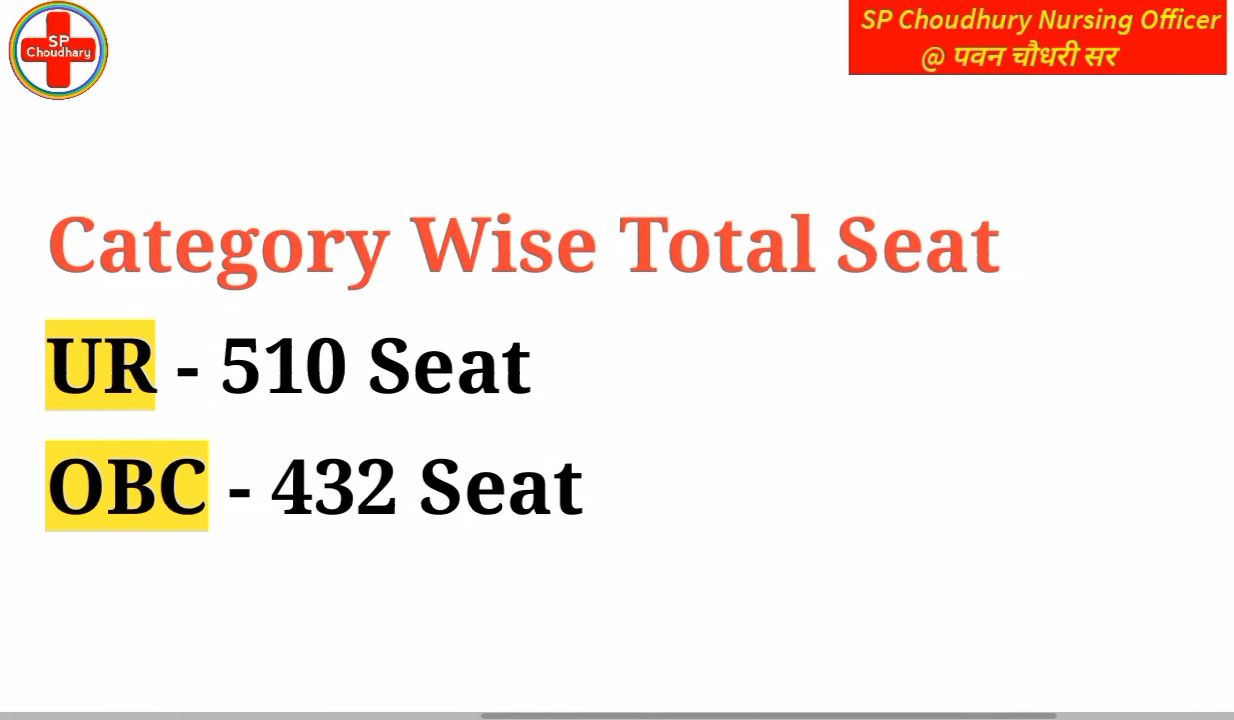 SP
Choudhary
SP Choudhury Nursing Officer
@ पवन चौधरी सर
Category Wise Total Seat
UR - 510 Seat
OBC - 432 Seat